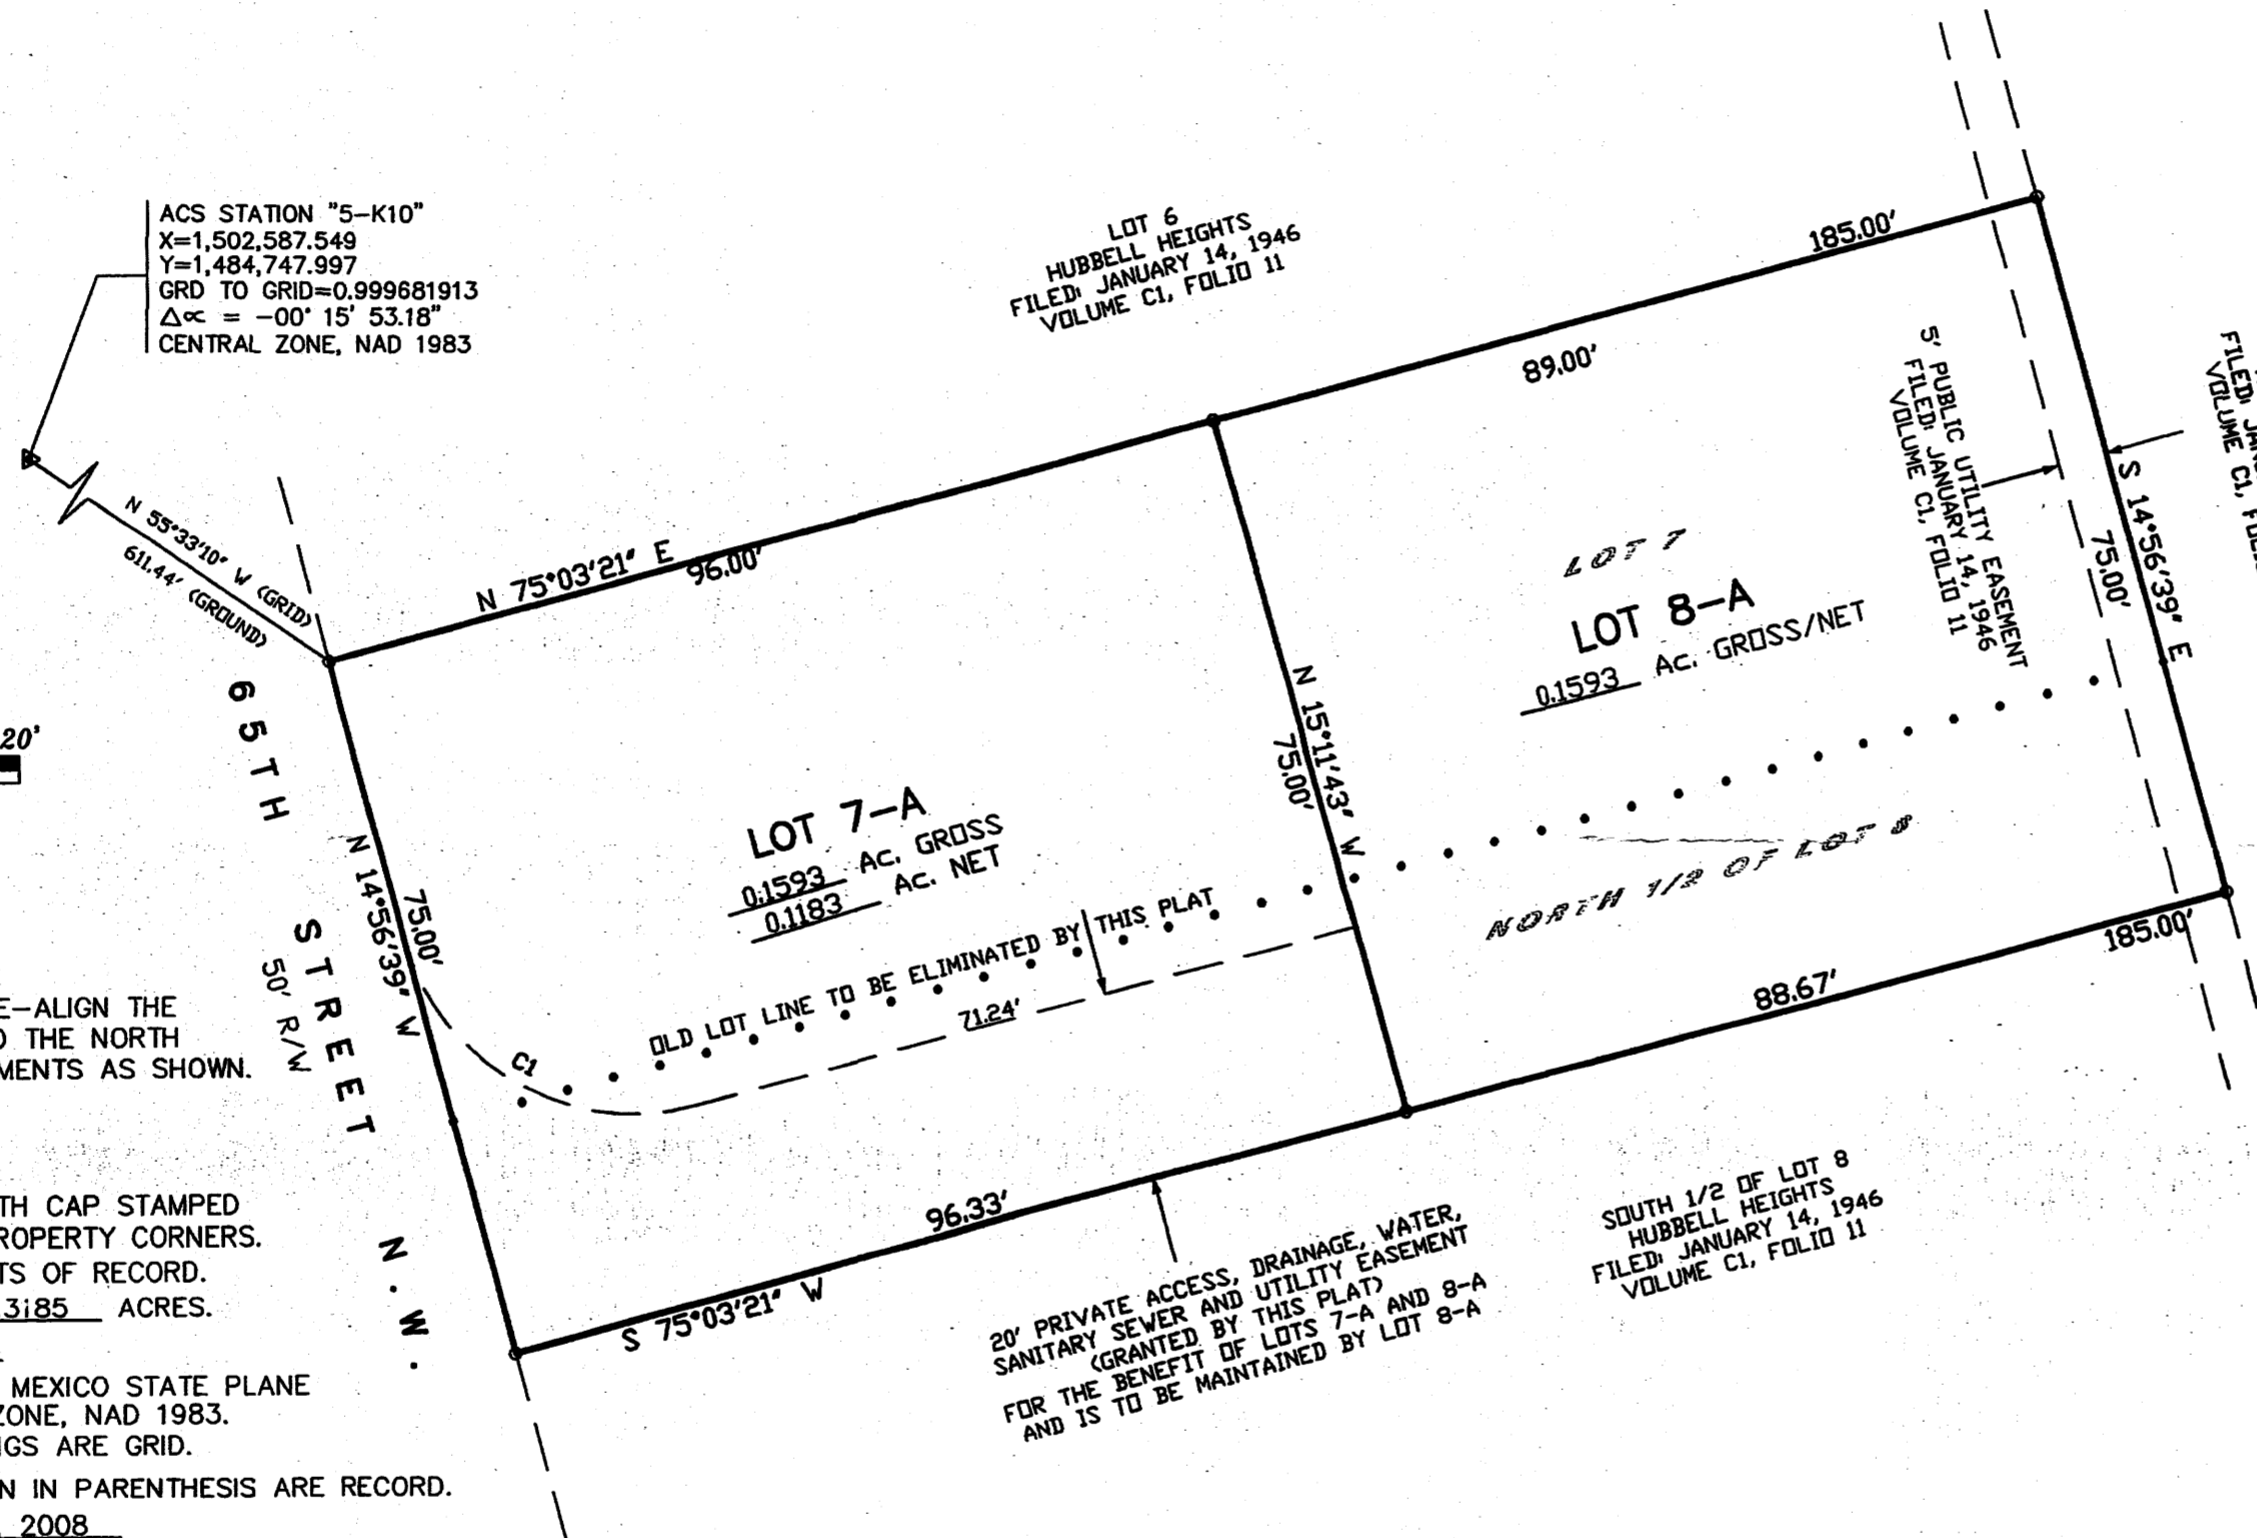 ACS STATION "5-K10"
X=1,502,587.549
Y=1,484,747.997
GRD TO GRID=0.999681913
Δ∝ = -00° 15' 53.18"
CENTRAL ZONE, NAD 1983
N 55°33'10" W (GRID)
611.44' (GROUND)
LOT 6
HUBBELL HEIGHTS
FILED: JANUARY 14, 1946
VOLUME C1, FOLIO 11
185.00'
89.00'
N 75°03'21" E
96.00'
5' PUBLIC UTILITY EASEMENT
FILED: JANUARY 14, 1946
VOLUME C1, FOLIO 11
S 14°56'39" E
75.00'
FILED: JAN
VOLUME C1, FOL
LOT 7
LOT 8-A
0.1593 AC. GROSS/NET
N 15°11'43" W
75.00'
65TH STREET N.W.
50' R/W
N 14°56'39" W
75.00'
LOT 7-A
0.1593 AC. GROSS
0.1183 AC. NET
OLD LOT LINE TO BE ELIMINATED BY THIS PLAT
71.24'
C1
NORTH 1/2 OF LOT 8
185.00'
88.67'
96.33'
S 75°03'21" W
20' PRIVATE ACCESS, DRAINAGE, WATER,
SANITARY SEWER AND UTILITY EASEMENT
(GRANTED BY THIS PLAT)
FOR THE BENEFIT OF LOTS 7-A AND 8-A
AND IS TO BE MAINTAINED BY LOT 8-A
SOUTH 1/2 OF LOT 8
HUBBELL HEIGHTS
FILED: JANUARY 14, 1946
VOLUME C1, FOLIO 11
20'
E-ALIGN THE
THE NORTH
MENTS AS SHOWN.
TH CAP STAMPED
ROPERTY CORNERS.
TS OF RECORD.
3185 ACRES.
MEXICO STATE PLANE
ZONE, NAD 1983.
GS ARE GRID.
N IN PARENTHESIS ARE RECORD.
2008